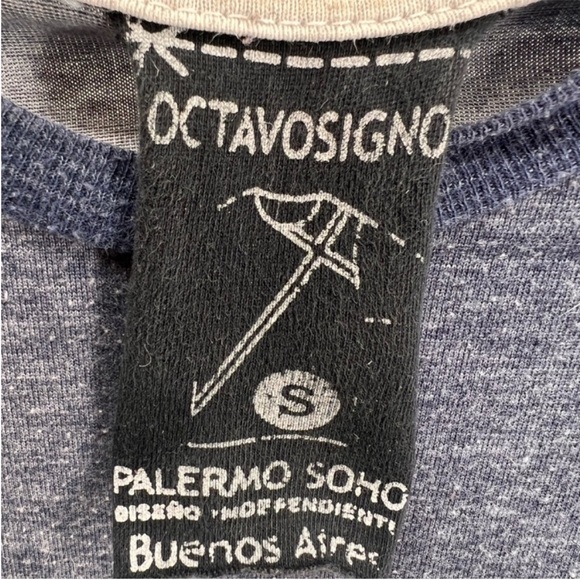 OCTAVOSIGNO
S
PALERMO SOHO
DISEÑO INDEPENDIENTE
Buenos Aires